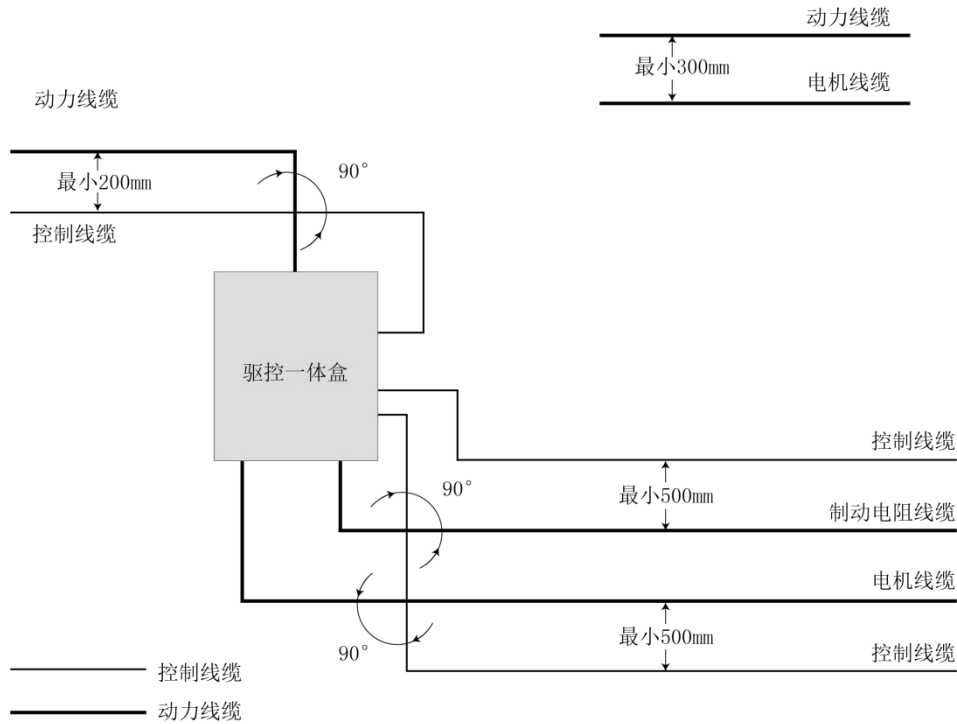 动力线缆
最小300mm
电机线缆
动力线缆
90°
最小200mm
控制线缆
驱控一体盒
控制线缆
90°
最小500mm
制动电阻线缆
电机线缆
最小500mm
90°
控制线缆
控制线缆
动力线缆